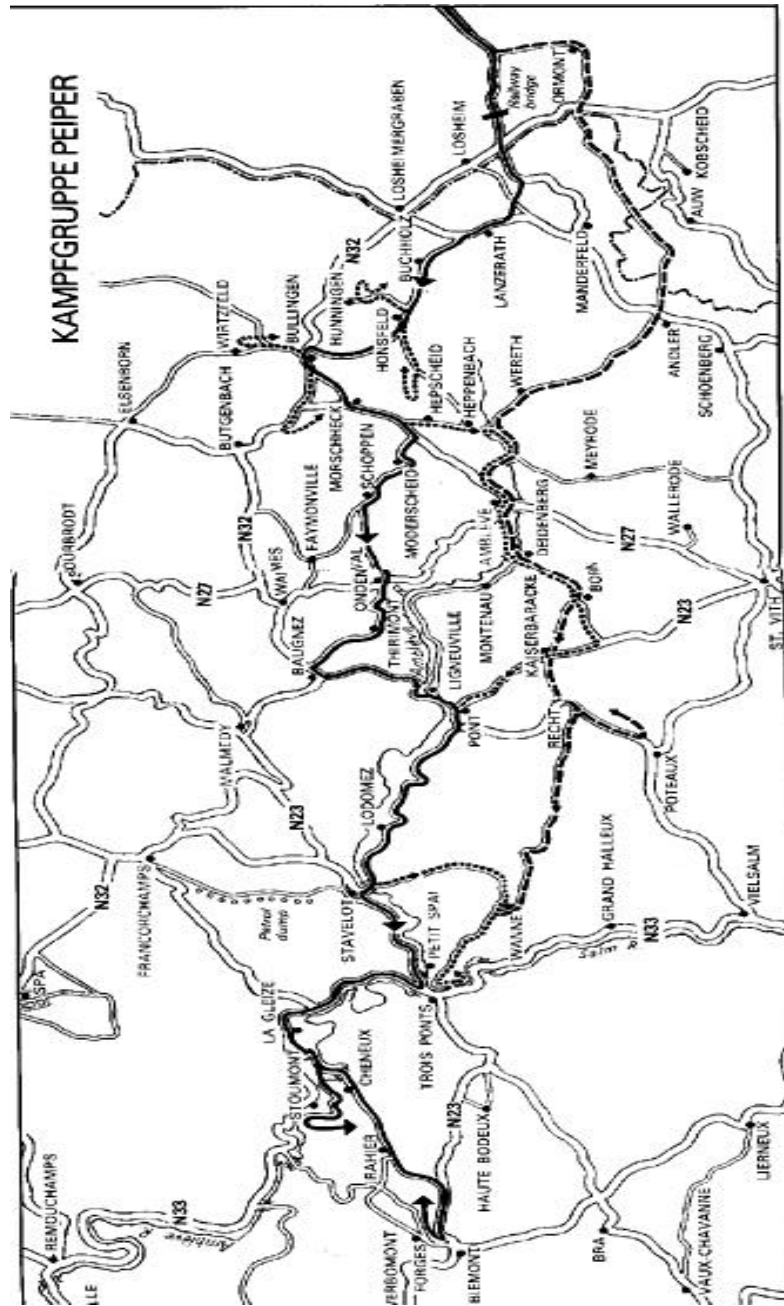 KAMPFGRUPPE PEIPER
REMOUCHAMPS
SPA
N32
FRANCORCHAMPS
MALMEDY
N27
ELSENBORN
N33
Amblève R.
STOUMONT
LA GLEIZE
Petrol
dump
N23
STAVELOT
BAUGNEZ
WAIMES
N32
FAYMONVILLE
BUTGENBACH
WIRTZFELD
BULLINGEN
HUNNINGEN
N32
LOSHEIMERGRABEN
LOSHEIM
Railway
bridge
ORMONT
FORGES
RAHIER
CHENEUX
LODOMEZ
THIRIMONT
ONDENVAL
SCHOPPEN
MORSCHHECK
MODERSCHEID
HONSFELD
BUCHHOLZ
LANZERATH
N23
TROIS PONTS
PETIT SPAI
PONT
LIGNEUVILLE
MONTENAU
AMBLEVE
HEPSCHEID
HEPPENBACH
MANDERFELD
HAUTE BODEUX
WANNE
RECHT
KAISERBARACKE
BORN
DEIDENBERG
WERETH
AUW
KOBSCHEID
BRA
GRAND HALLEUX
N33
POTEAUX
N23
N27
MEYRODE
WALLERODE
ANDLER
SCHOENBERG
VAUX-CHAVANNE
LIERNEUX
VIELSALM
ST. VITH